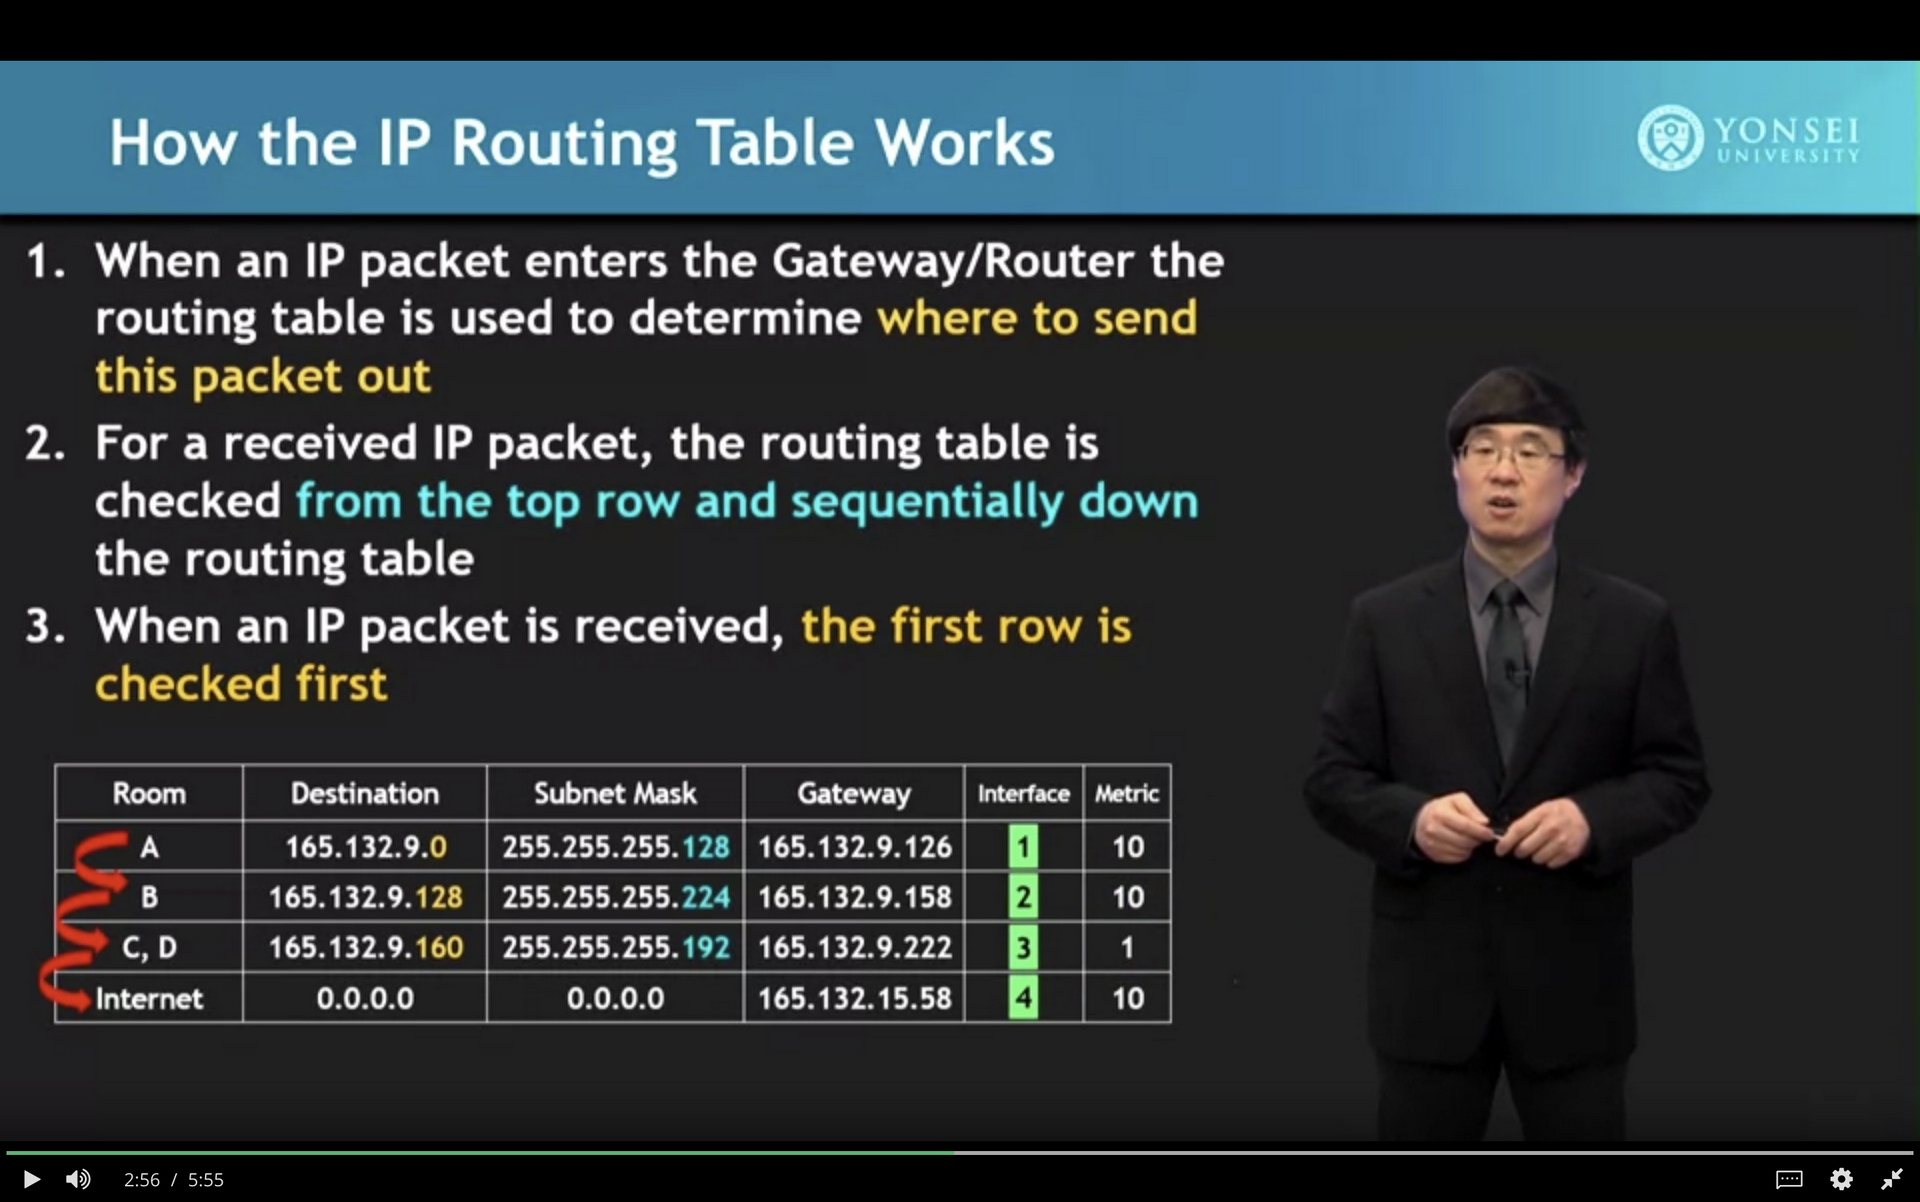 How the IP Routing Table Works
YONSEI
UNIVERSITY
1. When an IP packet enters the Gateway/Router the
routing table is used to determine where to send
this packet out
2. For a received IP packet, the routing table is
checked from the top row and sequentially down
the routing table
3. When an IP packet is received, the first row is
checked first
Room Destination Subnet Mask Gateway Interface Metric
A 165.132.9.0 255.255.255.128 165.132.9.126 1 10
B 165.132.9.128 255.255.255.224 165.132.9.158 2 10
C, D 165.132.9.160 255.255.255.192 165.132.9.222 3 1
Internet 0.0.0.0 0.0.0.0 165.132.15.58 4 10
2:56 / 5:55